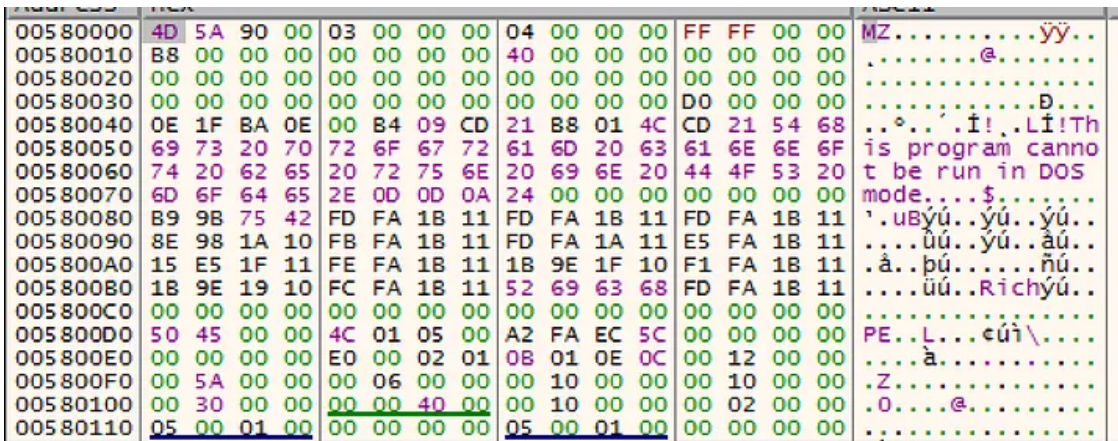 Address Hex ASCII
00580000 4D 5A 90 00 03 00 00 00 04 00 00 00 FF FF 00 00 MZ..........ÿÿ..
00580010 B8 00 00 00 00 00 00 00 40 00 00 00 00 00 00 00 ¸.......@.......
00580020 00 00 00 00 00 00 00 00 00 00 00 00 00 00 00 00 ................
00580030 00 00 00 00 00 00 00 00 00 00 00 00 D0 00 00 00 ............Ð...
00580040 0E 1F BA 0E 00 B4 09 CD 21 B8 01 4C CD 21 54 68 ..º..´.Í!¸.LÍ!Th
00580050 69 73 20 70 72 6F 67 72 61 6D 20 63 61 6E 6E 6F is program canno
00580060 74 20 62 65 20 72 75 6E 20 69 6E 20 44 4F 53 20 t be run in DOS
00580070 6D 6F 64 65 2E 0D 0D 0A 24 00 00 00 00 00 00 00 mode....$.......
00580080 B9 9B 75 42 FD FA 1B 11 FD FA 1B 11 FD FA 1B 11 ¹.uBýú..ýú..ýú..
00580090 8E 98 1A 10 FB FA 1B 11 FD FA 1A 11 E5 FA 1B 11 ....ûú..ýú..åú..
005800A0 15 E5 1F 11 FE FA 1B 11 1B 9E 1F 10 F1 FA 1B 11 .å..þú......ñú..
005800B0 1B 9E 19 10 FC FA 1B 11 52 69 63 68 FD FA 1B 11 ....üú..Richýú..
005800C0 00 00 00 00 00 00 00 00 00 00 00 00 00 00 00 00 ................
005800D0 50 45 00 00 4C 01 05 00 A2 FA EC 5C 00 00 00 00 PE..L...¢úì\....
005800E0 00 00 00 00 E0 00 02 01 0B 01 0E 0C 00 12 00 00 ....à...........
005800F0 00 5A 00 00 00 06 00 00 00 10 00 00 00 10 00 00 .Z..............
00580100 00 30 00 00 00 00 40 00 00 10 00 00 00 02 00 00 .0....@.........
00580110 05 00 01 00 00 00 00 00 05 00 01 00 00 00 00 00 ................